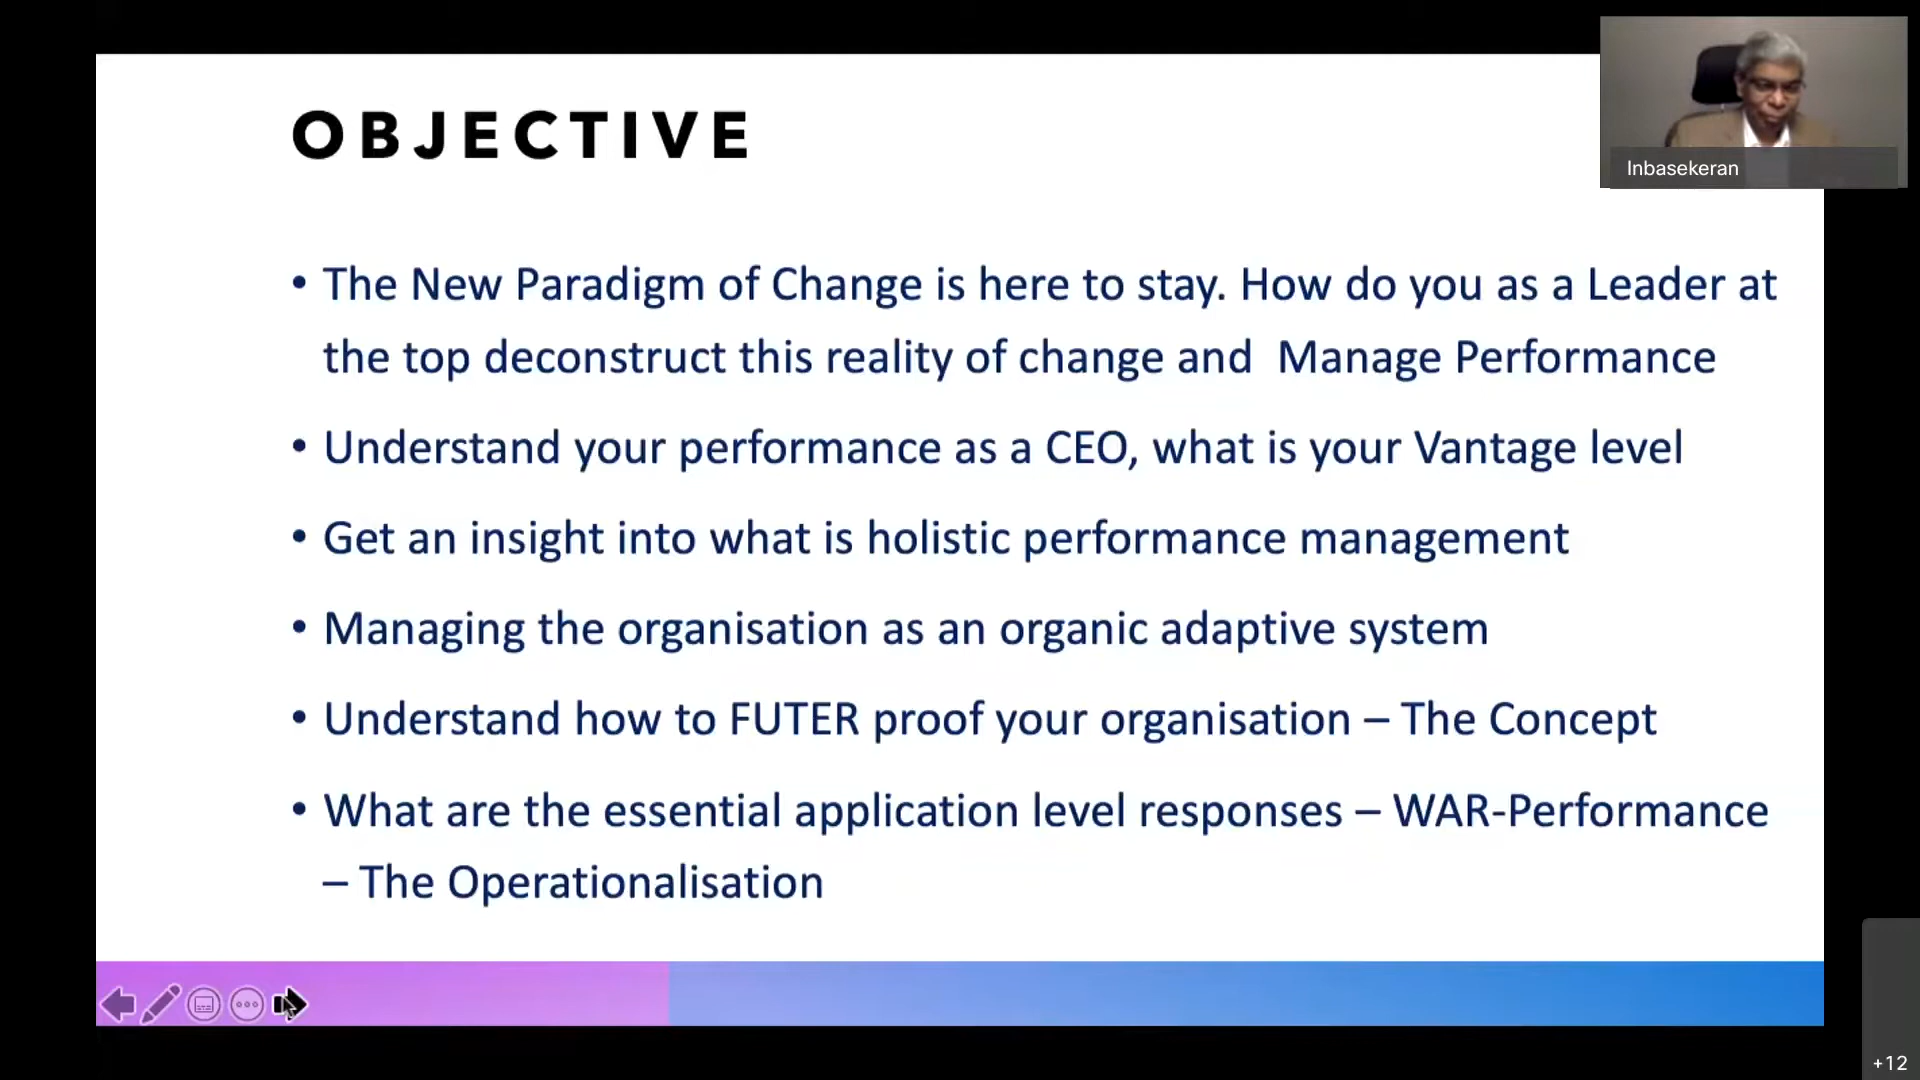 OBJECTIVE
Inbasekeran
• The New Paradigm of Change is here to stay. How do you as a Leader at
the top deconstruct this reality of change and  Manage Performance
• Understand your performance as a CEO, what is your Vantage level
• Get an insight into what is holistic performance management
• Managing the organisation as an organic adaptive system
• Understand how to FUTER proof your organisation – The Concept
• What are the essential application level responses – WAR-Performance
– The Operationalisation
+12